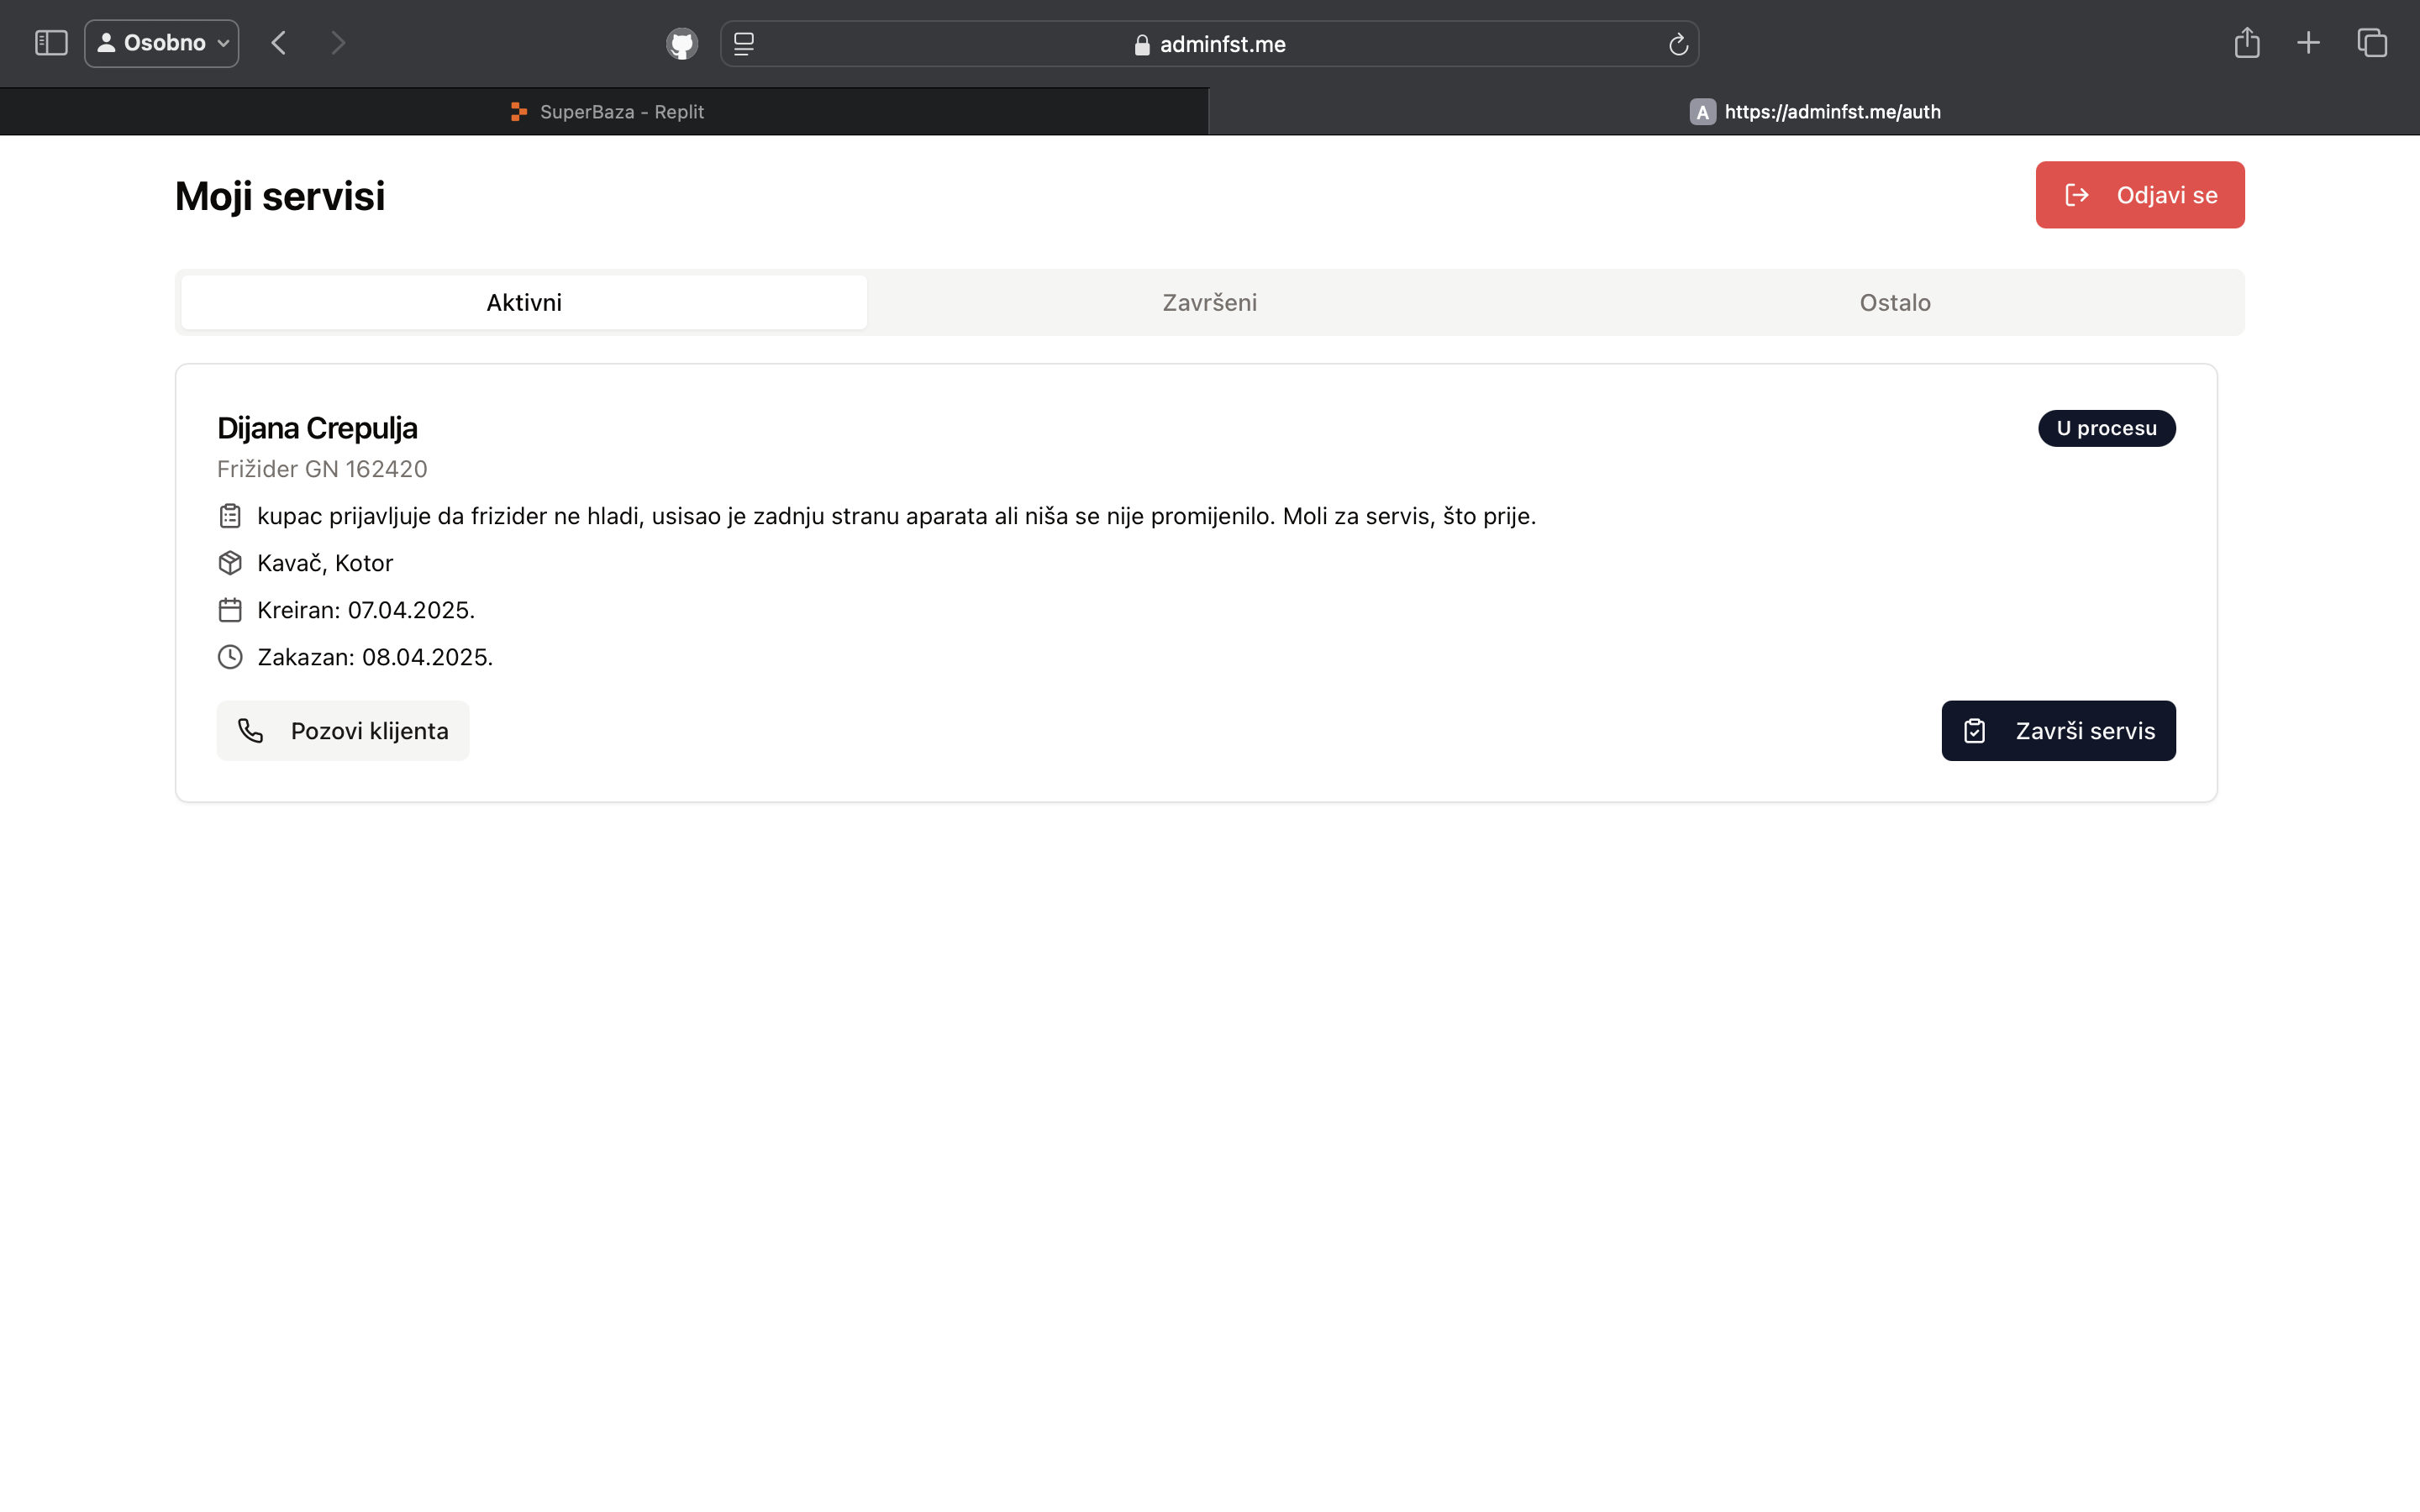 Osobno
adminfst.me
SuperBaza - Replit
A https://adminfst.me/auth
Moji servisi
Odjavi se
Aktivni
Završeni
Ostalo
Dijana Crepulja
U procesu
Frižider GN 162420
kupac prijavljuje da frizider ne hladi, usisao je zadnju stranu aparata ali niša se nije promijenilo. Moli za servis, što prije.
Kavač, Kotor
Kreiran: 07.04.2025.
Zakazan: 08.04.2025.
Pozovi klijenta
Završi servis